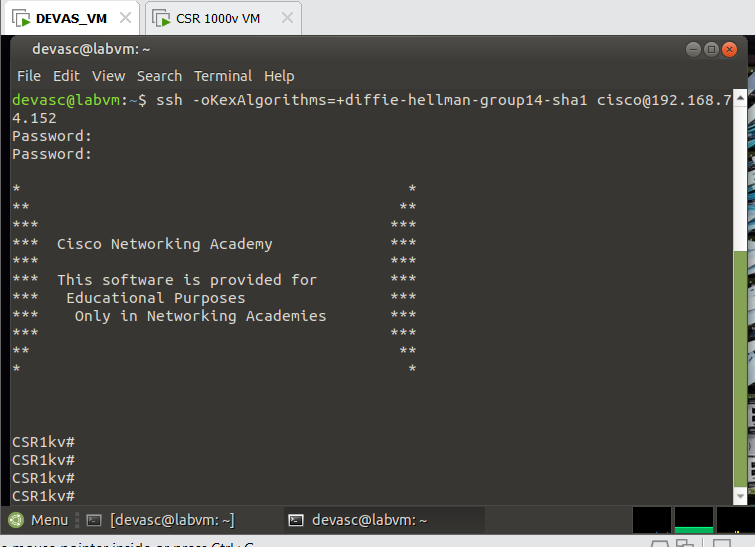 DEVAS_VM
CSR 1000v VM
devasc@labvm: ~
File Edit View Search Terminal Help
devasc@labvm:~$ ssh -oKexAlgorithms=+diffie-hellman-group14-sha1 cisco@192.168.7
4.152
Password:
Password:
*                                           *
**                                         **
***                                       ***
***  Cisco Networking Academy             ***
***                                       ***
***  This software is provided for        ***
***   Educational Purposes                ***
***    Only in Networking Academies       ***
***                                       ***
**                                         **
*                                           *
CSR1kv#
CSR1kv#
CSR1kv#
CSR1kv#
Menu [devasc@labvm: ~] devasc@labvm: ~